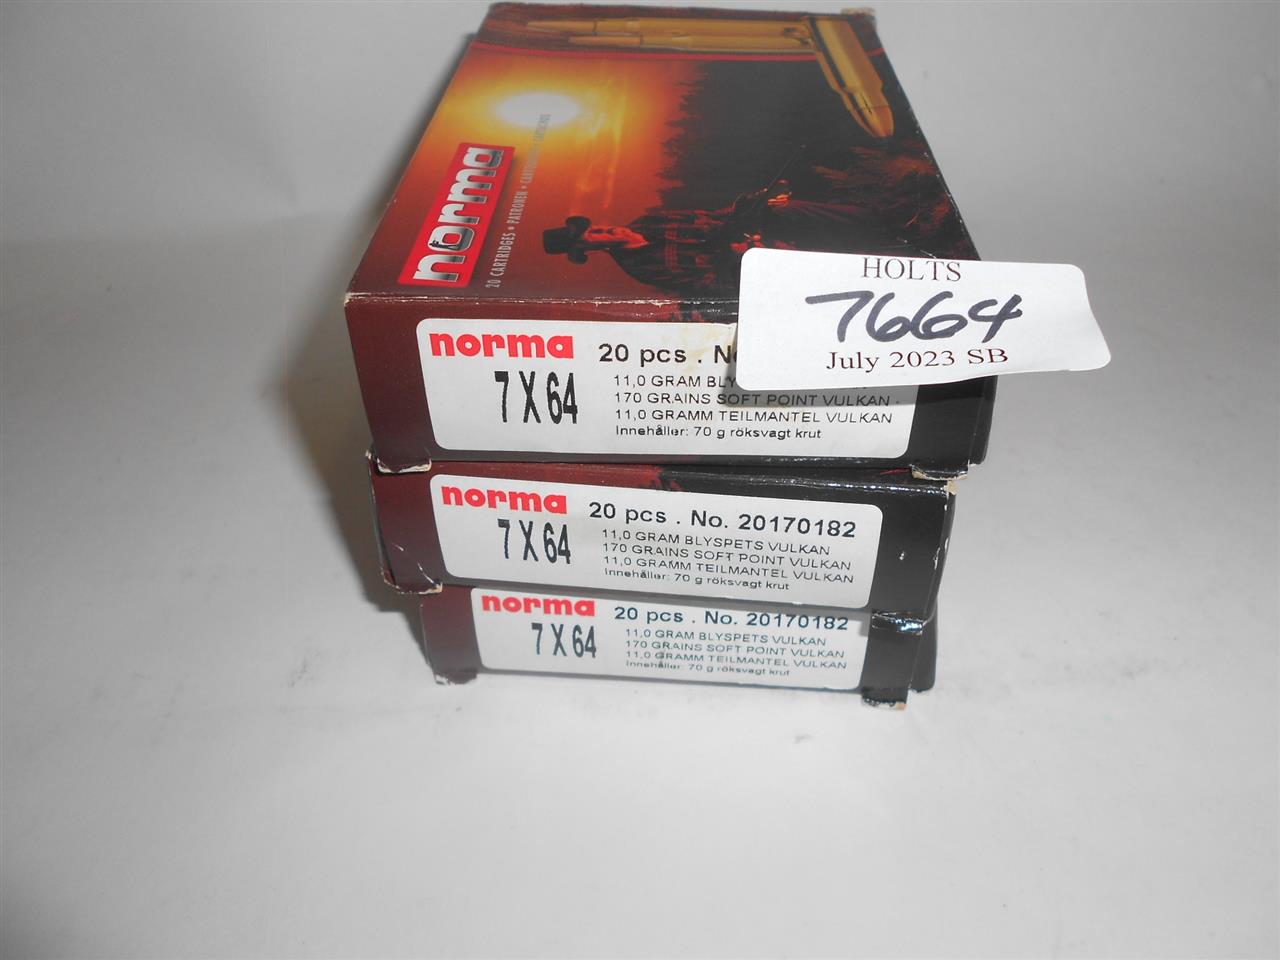 norma
20 CARTRIDGES • PATRONEN •
HOLTS
7664
July 2023 SB
norma
7 X 64
20 pcs .
11,0 GRAM
170 GRAINS SOFT POINT VULKAN
11,0 GRAMM TEILMANTEL VULKAN
Innehåller: 70 g röksvagt krut
norma
7 X 64
20 pcs . No. 20170182
11,0 GRAM BLYSPETS VULKAN
170 GRAINS SOFT POINT VULKAN
11,0 GRAMM TEILMANTEL VULKAN
Innehåller: 70 g röksvagt krut
norma
7 X 64
20 pcs . No. 20170182
11,0 GRAM BLYSPETS VULKAN
170 GRAINS SOFT POINT VULKAN
11,0 GRAMM TEILMANTEL VULKAN
Innehåller: 70 g röksvagt krut